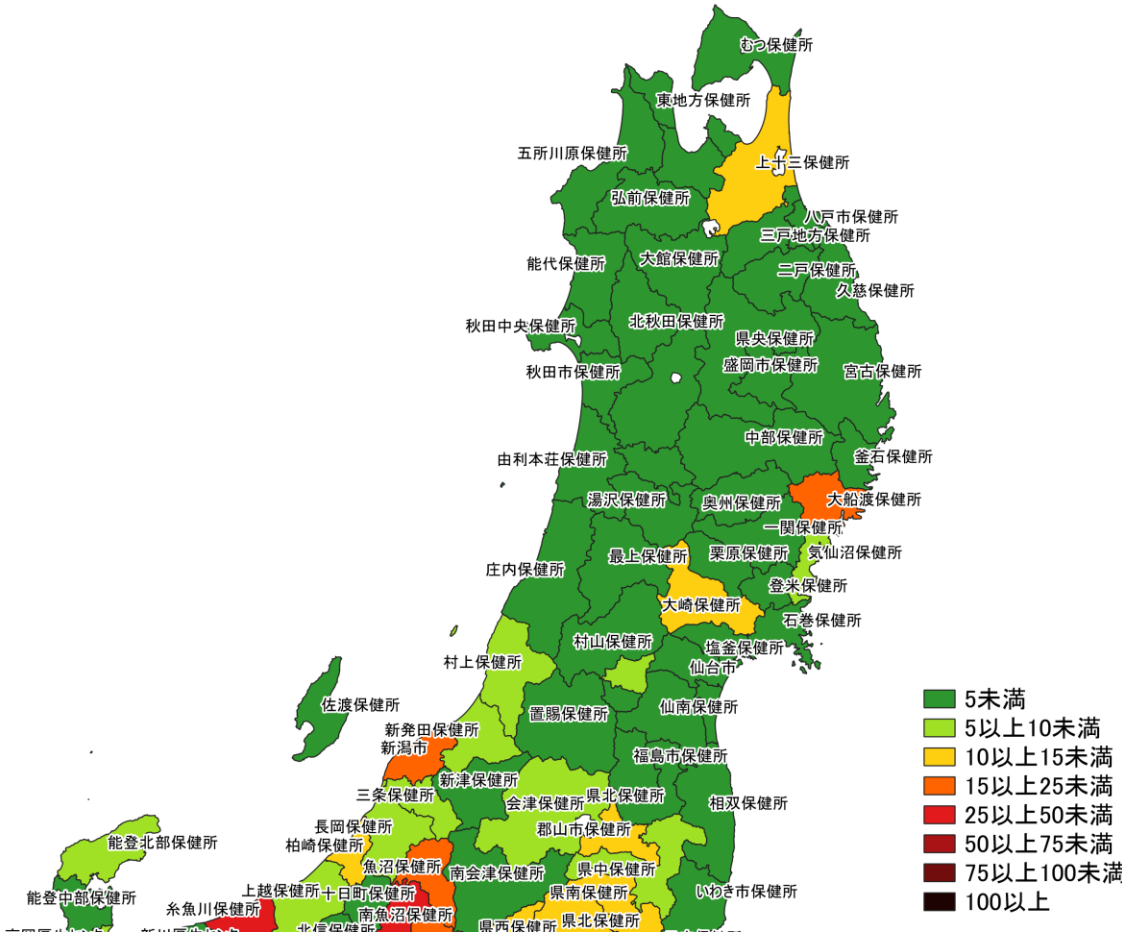 むつ保健所
東地方保健所
五所川原保健所
上十三保健所
弘前保健所
八戸市保健所
三戸地方保健所
大館保健所
能代保健所
二戸保健所
久慈保健所
北秋田保健所
秋田中央保健所
県央保健所
盛岡市保健所
秋田市保健所
宮古保健所
中部保健所
釜石保健所
由利本荘保健所
湯沢保健所
奥州保健所
大船渡保健所
一関保健所
最上保健所
栗原保健所
気仙沼保健所
庄内保健所
登米保健所
大崎保健所
石巻保健所
村山保健所
塩釜保健所
仙台市
村上保健所
佐渡保健所
置賜保健所
仙南保健所
新発田保健所
新潟市
福島市保健所
新津保健所
三条保健所
会津保健所
県北保健所
相双保健所
長岡保健所
郡山市保健所
柏崎保健所
能登北部保健所
魚沼保健所
南会津保健所
県中保健所
上越保健所
十日町保健所
県南保健所
いわき市保健所
能登中部保健所
糸魚川保健所
南魚沼保健所
県西保健所
県北保健所
北信保健所
5未満
5以上10未満
10以上15未満
15以上25未満
25以上50未満
50以上75未満
75以上100未満
100以上